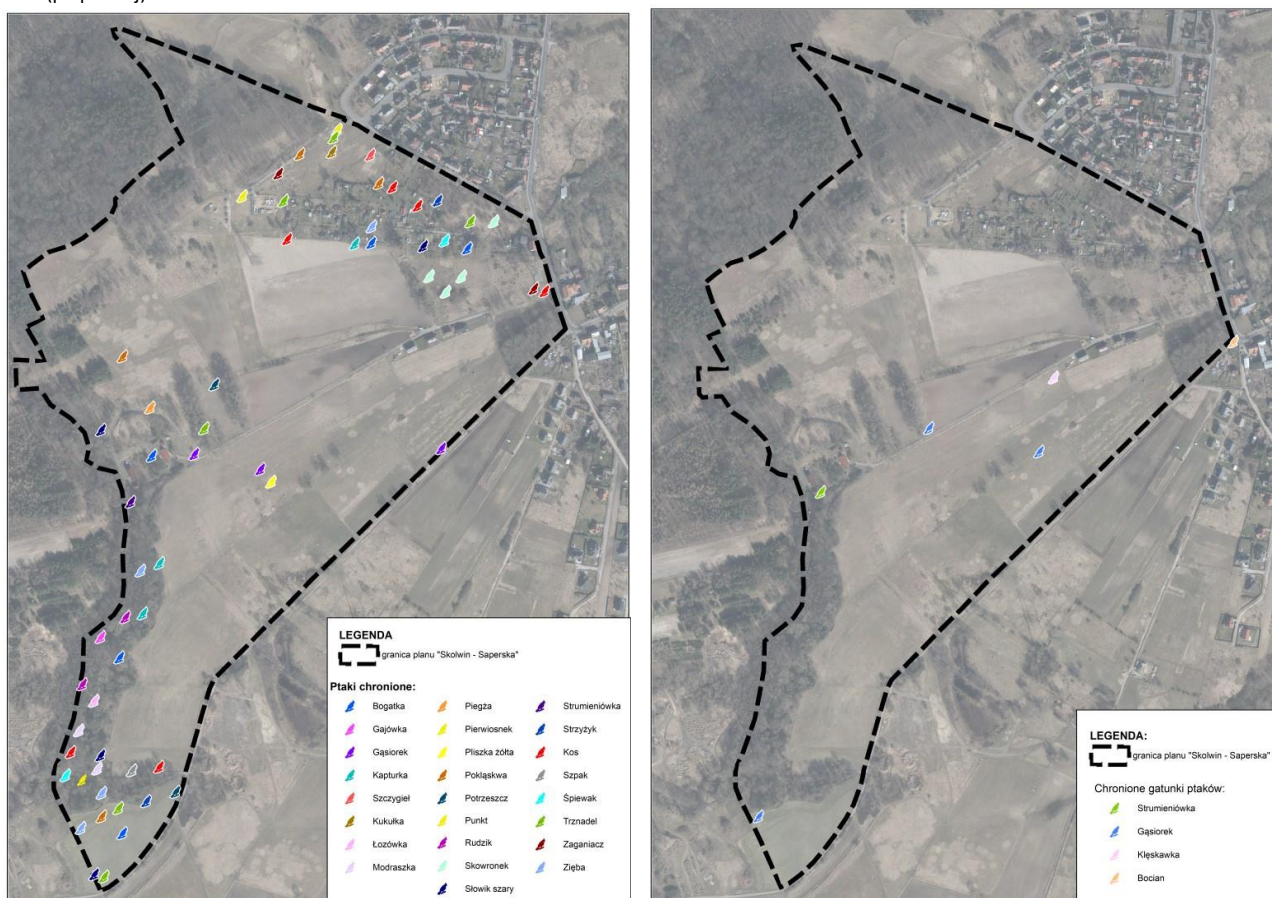 LEGENDA
granica planu "Skolwin - Saperska"
Ptaki chronione:
Bogatka
Gajówka
Gąsiorek
Kapturka
Szczygieł
Kukułka
Łozówka
Modraszka
Piegża
Pierwiosnek
Pliszka żółta
Pokląskwa
Potrzeszcz
Punkt
Rudzik
Skowronek
Słowik szary
Strumieniówka
Strzyżyk
Kos
Szpak
Śpiewak
Trznadel
Zaganiacz
Zięba
LEGENDA:
granica planu "Skolwin - Saperska"
Chronione gatunki ptaków:
Strumieniówka
Gąsiorek
Klęskawka
Bocian